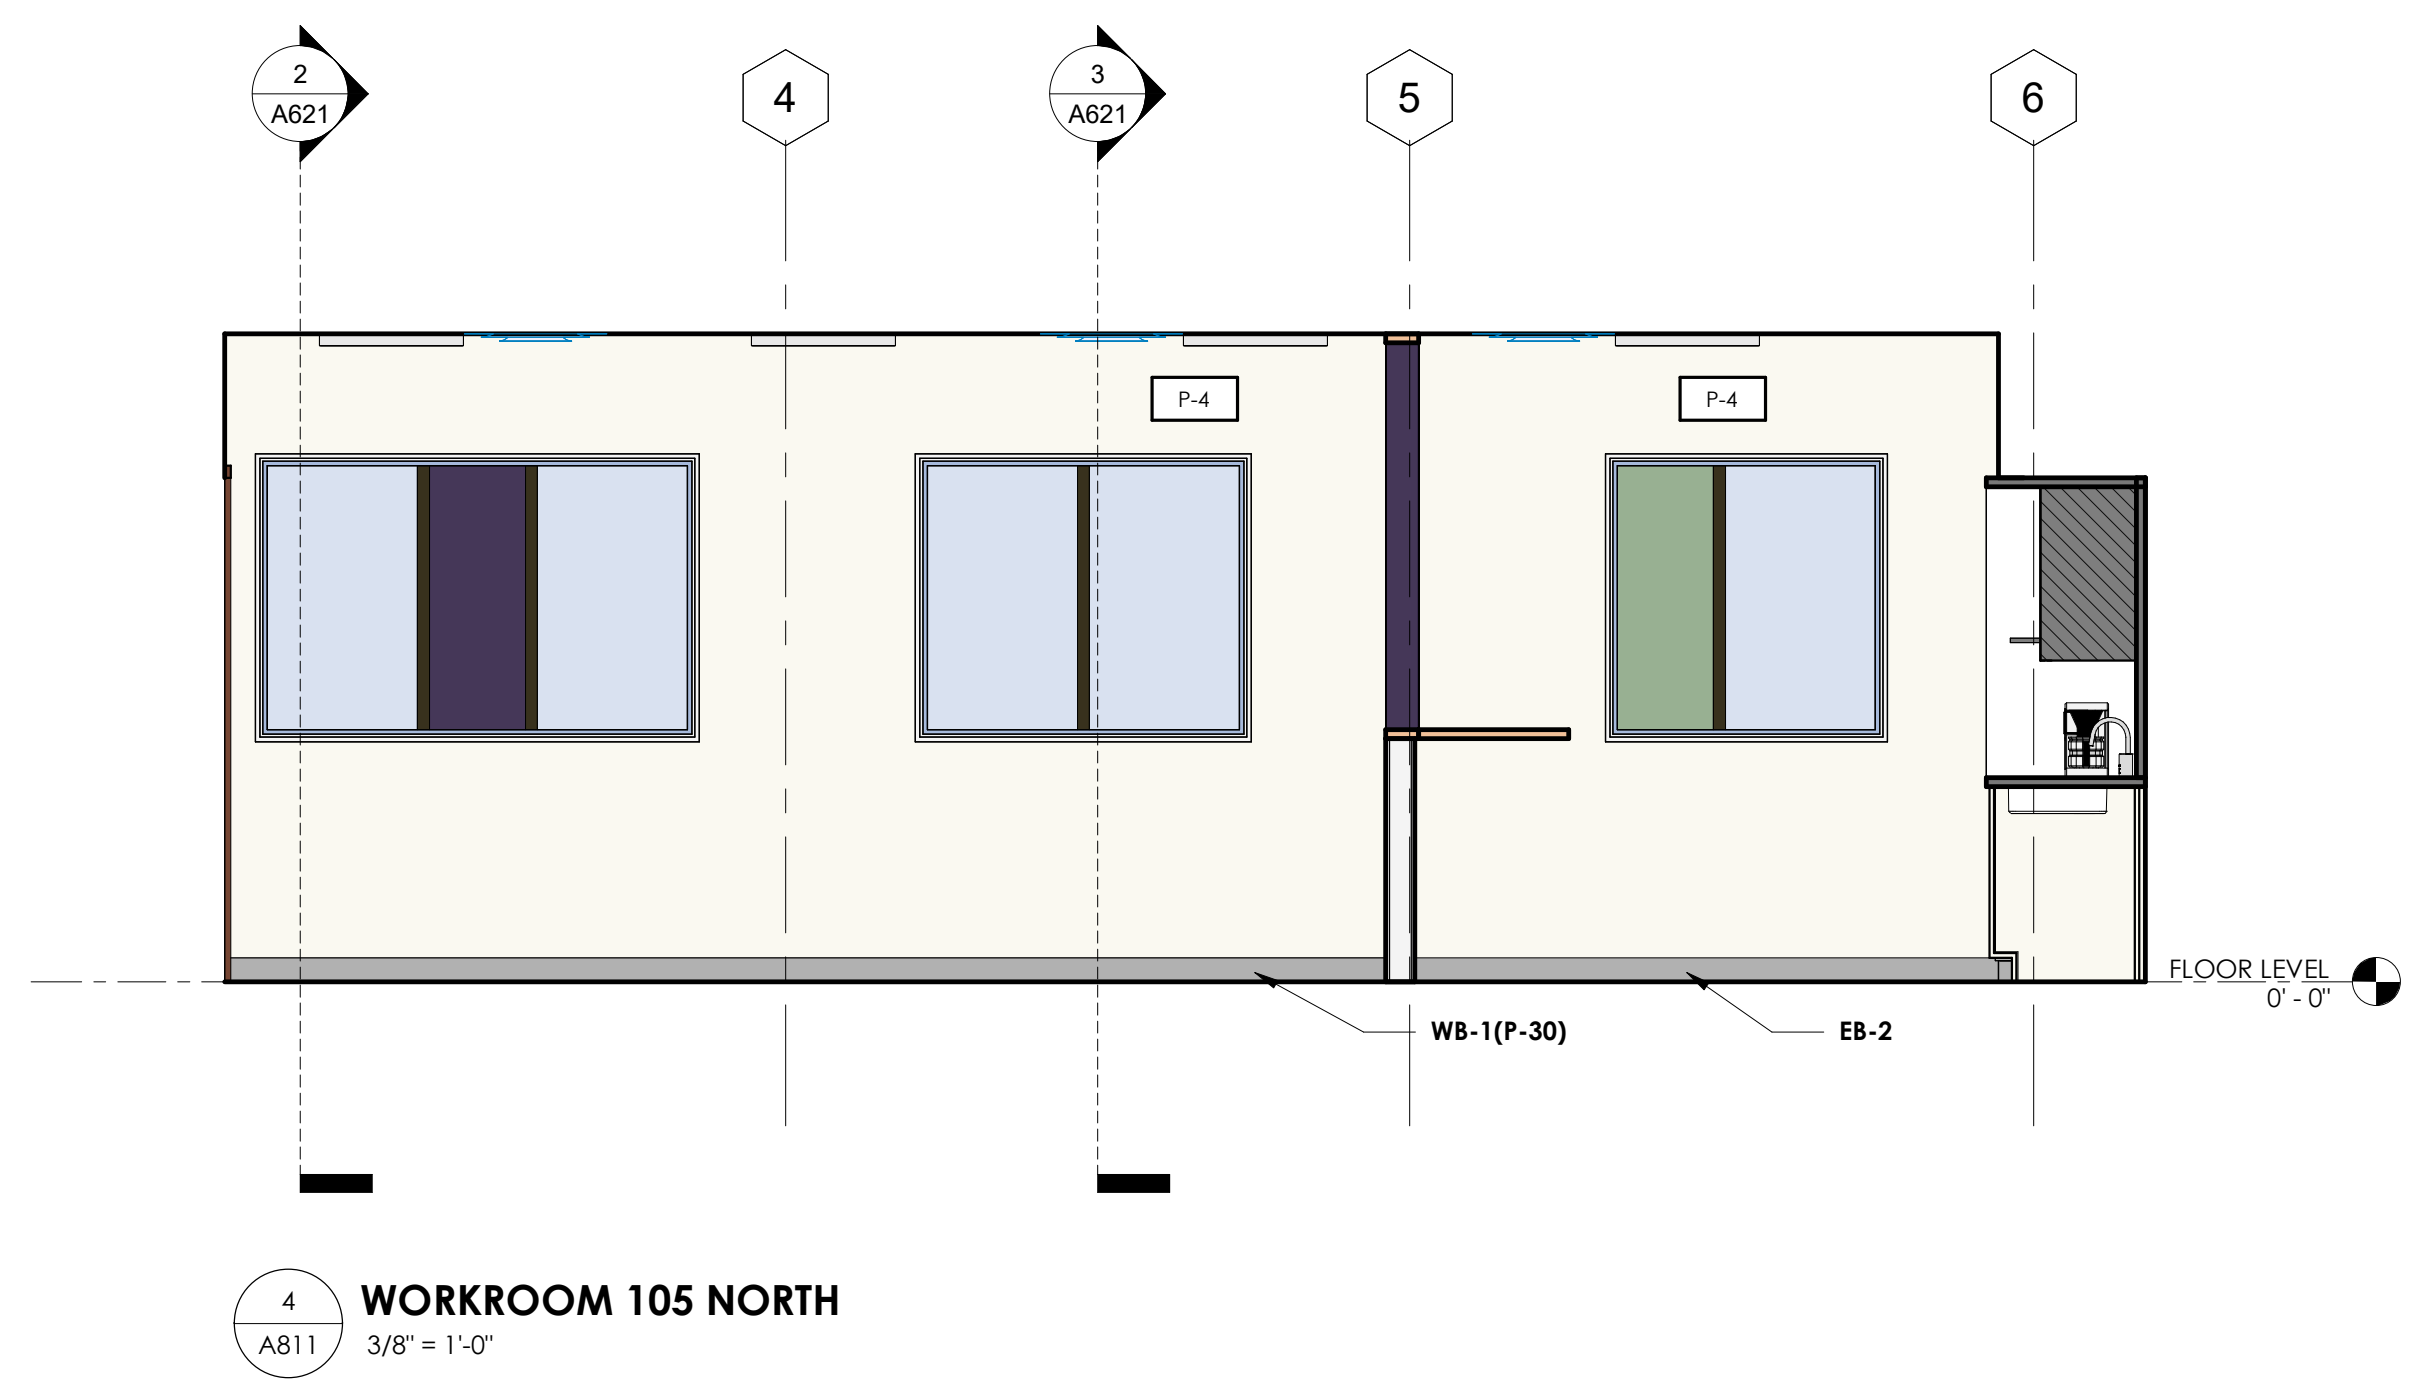 2
A621
4
3
A621
5
6
P-4
P-4
FLOOR LEVEL
0' - 0"
WB-1(P-30)
EB-2
4
A811
WORKROOM 105 NORTH
3/8" = 1'-0"